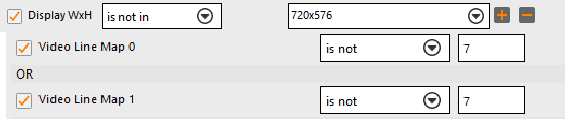 Display WxH is not in 720x576
Video Line Map 0 is not 7
OR
Video Line Map 1 is not 7